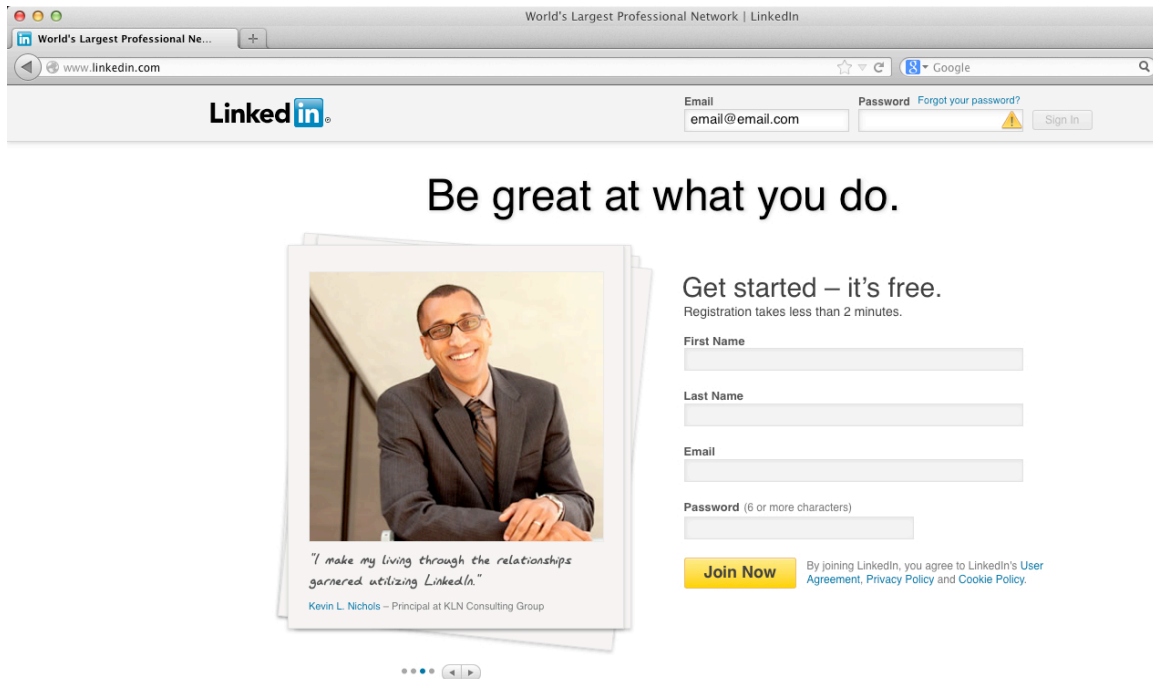 World's Largest Professional Network | LinkedIn
in World's Largest Professional Ne...
www.linkedin.com
Google
Linked in ®
Email
Password Forgot your password?
email@email.com
Sign In
Be great at what you do.
Get started – it's free.
Registration takes less than 2 minutes.
First Name
Last Name
Email
Password (6 or more characters)
Join Now
By joining LinkedIn, you agree to LinkedIn's User
Agreement, Privacy Policy and Cookie Policy.
"I make my living through the relationships
garnered utilizing LinkedIn."
Kevin L. Nichols – Principal at KLN Consulting Group